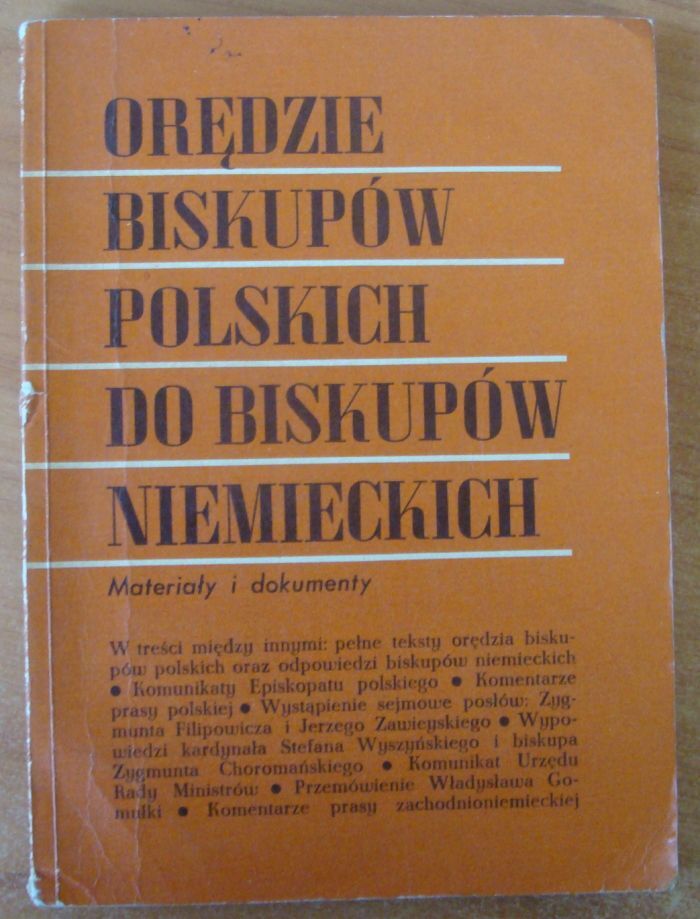 ORĘDZIE
BISKUPÓW
POLSKICH
DO BISKUPÓW
NIEMIECKICH
Materiały i dokumenty
W treści między innymi: pełne teksty orędzia bisku-
pów polskich oraz odpowiedzi biskupów niemieckich
● Komunikaty Episkopatu polskiego ● Komentarze
prasy polskiej ● Wystąpienie sejmowe posłów: Zyg-
munta Filipowicza i Jerzego Zawieyskiego ● Wypo-
wiedzi kardynała Stefana Wyszyńskiego i biskupa
Zygmunta Choromańskiego ● Komunikat Urzędu
Rady Ministrów ● Przemówienie Władysława Go-
mułki ● Komentarze prasy zachodnioniemieckiej